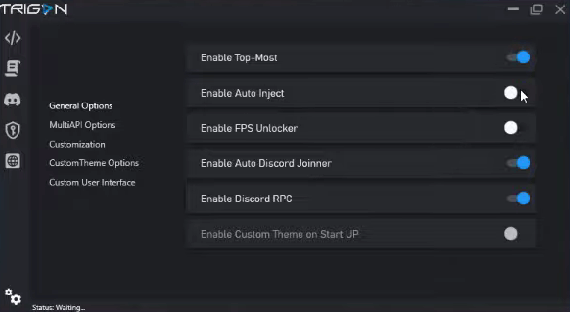 TRIGON
Enable Top-Most
Enable Auto Inject
General Options
MultiAPI Options
Enable FPS Unlocker
Customization
CustomTheme Options
Enable Auto Discord Joinner
Custom User Interface
Enable Discord RPC
Enable Custom Theme on Start UP
Status: Waiting...